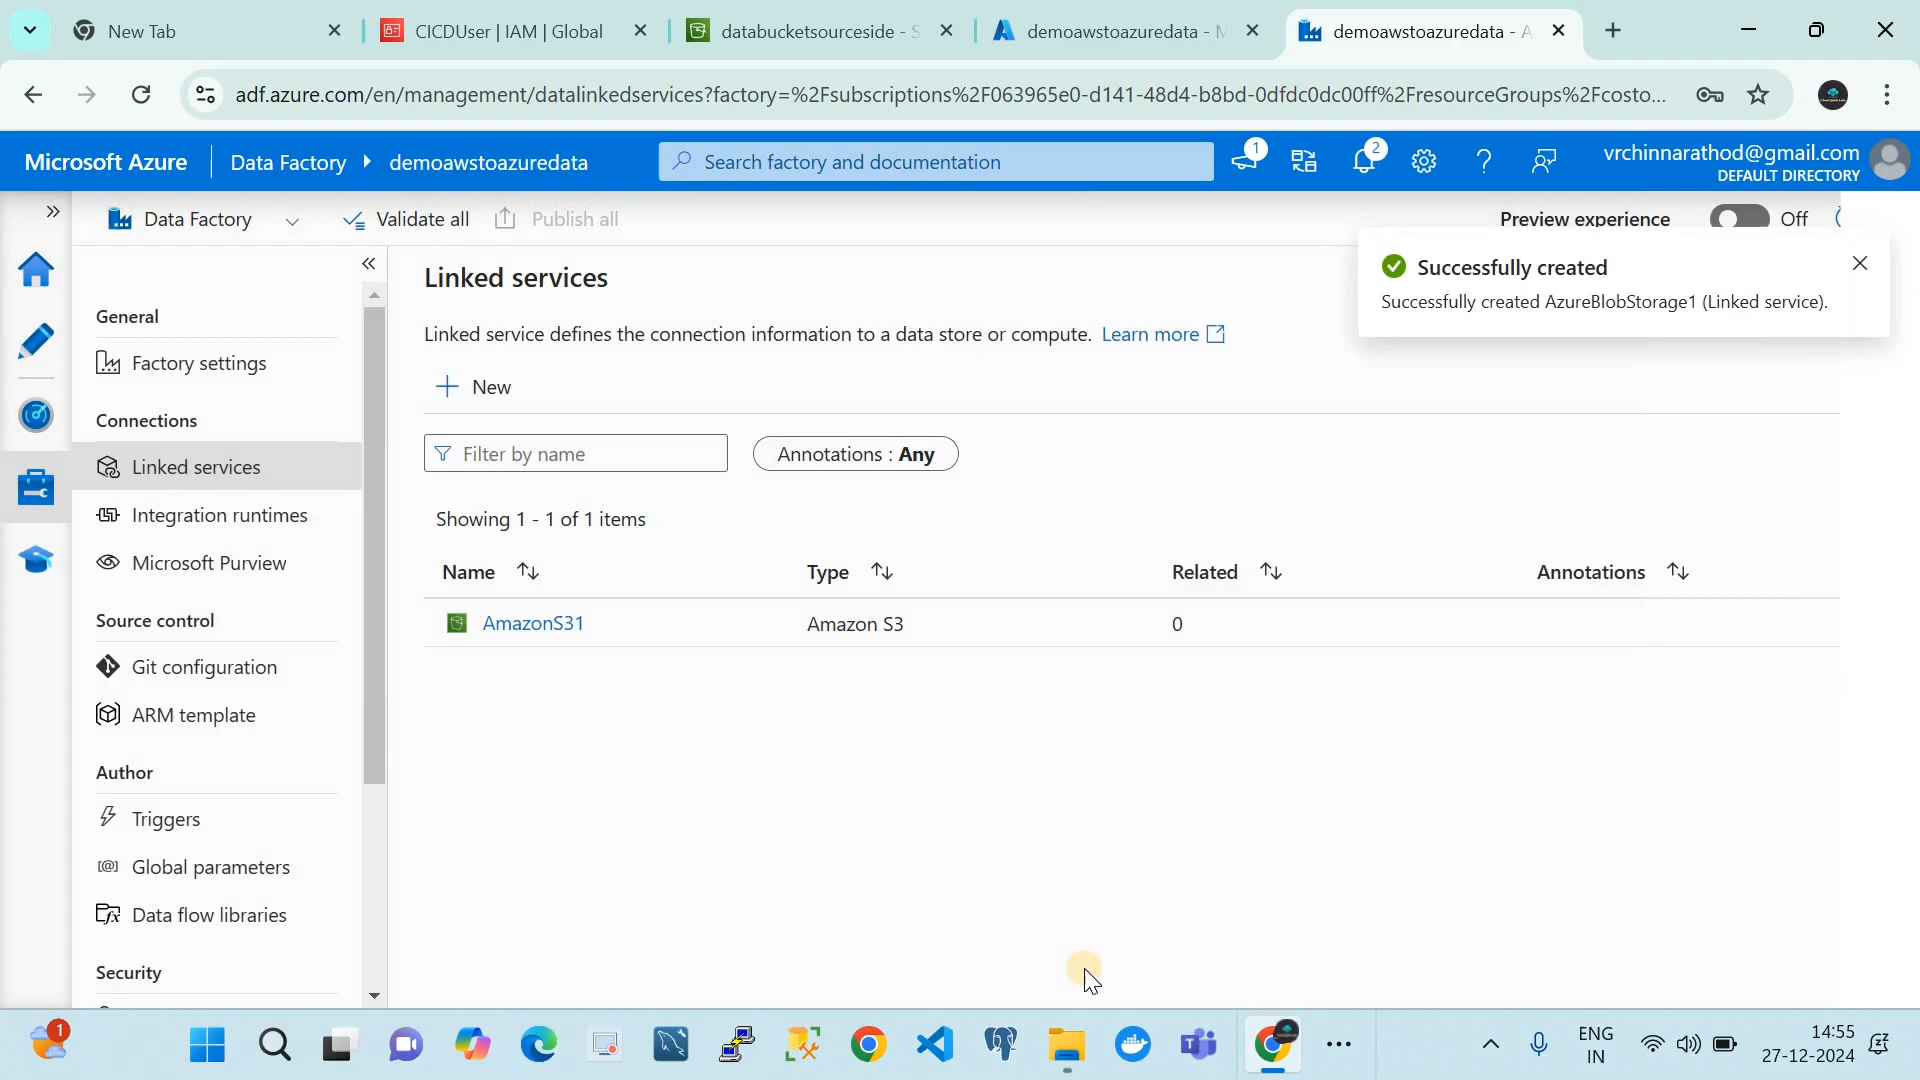 New Tab
CICDUser | IAM | Global
databucketsourceside - S
demoawstoazuredata - M
demoawstoazuredata - A
adf.azure.com/en/management/datalinkedservices?factory=%2Fsubscriptions%2F063965e0-d141-48d4-b8bd-0dfdc0dc00ff%2FresourceGroups%2Fcosto...
Microsoft Azure
Data Factory
demoawstoazuredata
Search factory and documentation
1
2
vrchinnarathod@gmail.com
DEFAULT DIRECTORY
Data Factory
Validate all
Publish all
Preview experience
Off
Successfully created
Successfully created AzureBlobStorage1 (Linked service).
General
Factory settings
Connections
Linked services
Integration runtimes
Microsoft Purview
Source control
Git configuration
ARM template
Author
Triggers
Global parameters
Data flow libraries
Security
Linked services
Linked service defines the connection information to a data store or compute. Learn more
New
Filter by name
Annotations : Any
Showing 1 - 1 of 1 items
Name
Type
Related
Annotations
AmazonS31
Amazon S3
0
1
ENG
IN
14:55
27-12-2024